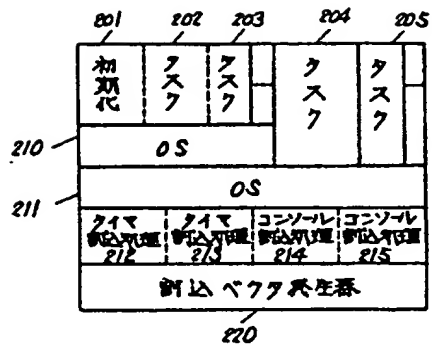 201 202 203 204 205
初期化 タスク タスク タスク タスク
210 OS
211 OS
タイマ割込処理 212
タイマ割込処理 213
コンソール割込処理 214
コンソール割込処理 215
割込ベクタ発生器
220